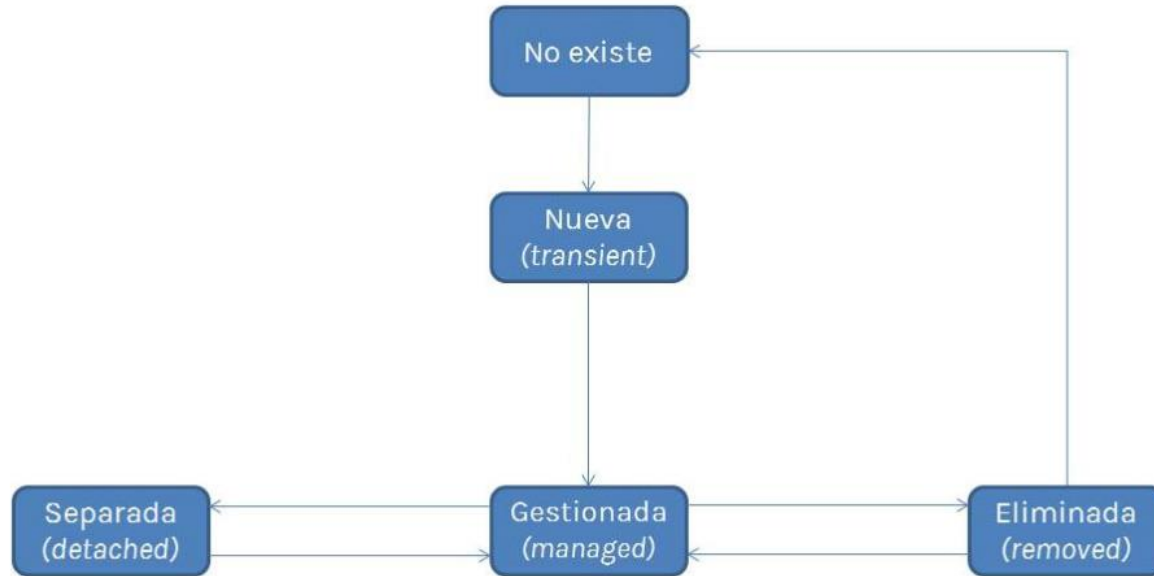 No existe
Nueva
(transient)
Separada
(detached)
Gestionada
(managed)
Eliminada
(removed)